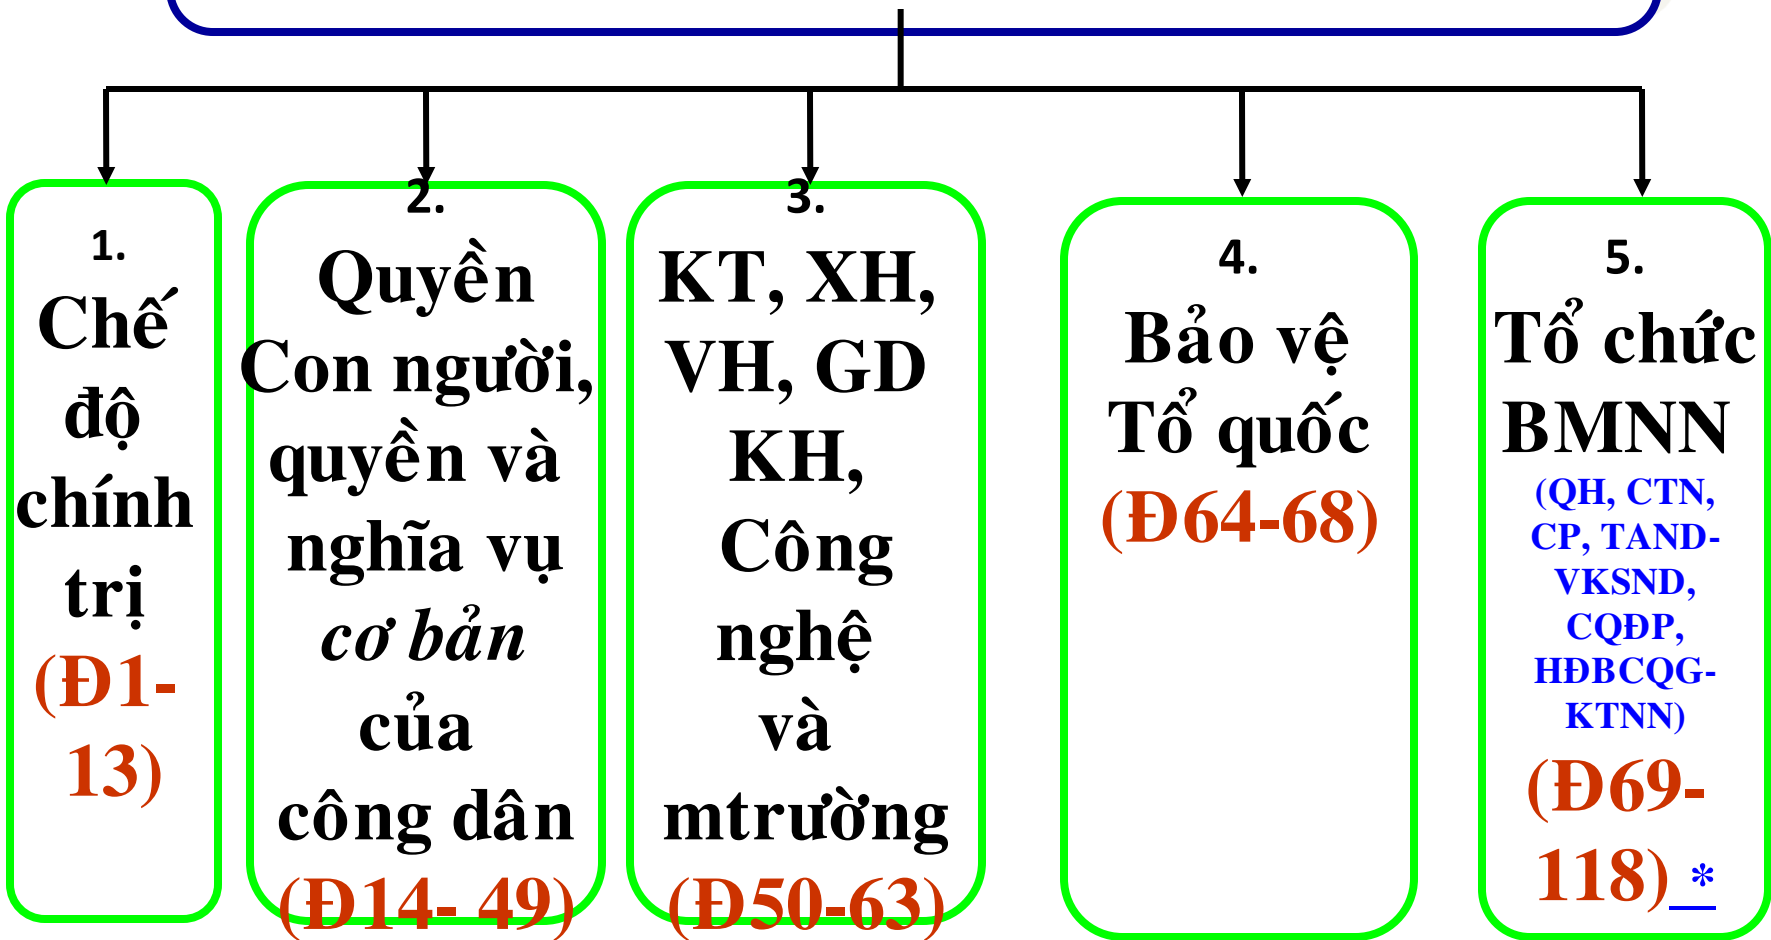 1.
Chế
độ
chính
trị
(Đ1-
13)
2.
Quyền
Con người,
quyền và
nghĩa vụ
cơ bản
của
công dân
(Đ14- 49)
3.
KT, XH,
VH, GD
KH,
Công
nghệ
và
mtrường
(Đ50-63)
4.
Bảo vệ
Tổ quốc
(Đ64-68)
5.
Tổ chức
BMNN
(QH, CTN,
CP, TAND-
VKSND,
CQĐP,
HĐBCQG-
KTNN)
(Đ69-
118) *